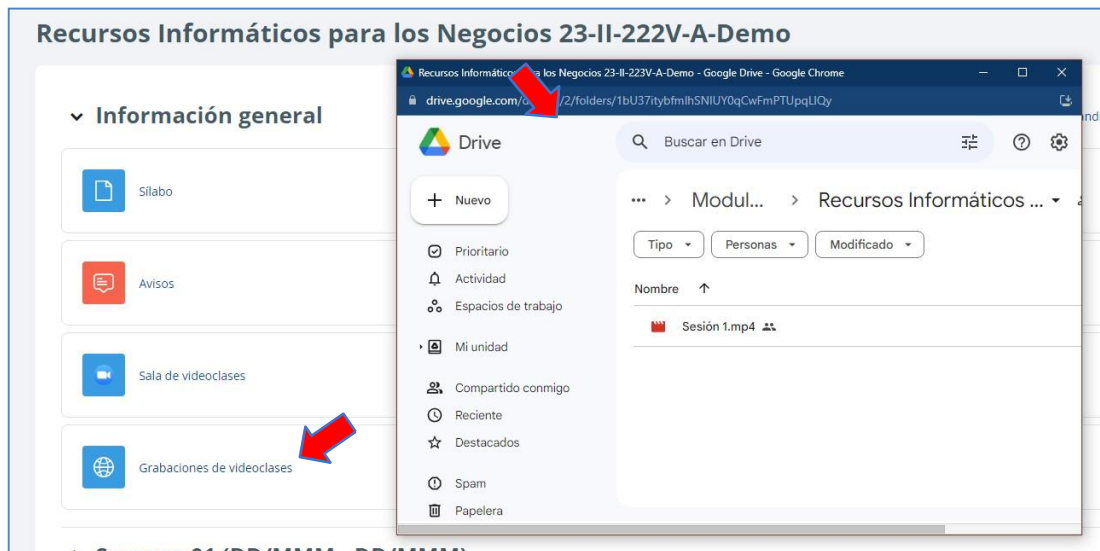 Recursos Informáticos para los Negocios 23-II-222V-A-Demo
Información general
Sílabo
Avisos
Sala de videoclases
Grabaciones de videoclases
Recursos Informáticos los Negocios 23-II-223V-A-Demo - Google Drive - Google Chrome
drive.google.com/ /2/folders/
Drive
Buscar en Drive
Nuevo
... > Modul... > Recursos Informáticos ...
Prioritario
Actividad
Espacios de trabajo
Mi unidad
Compartido conmigo
Reciente
Destacados
Spam
Papelera
Tipo Personas Modificado
Nombre
Sesión 1.mp4